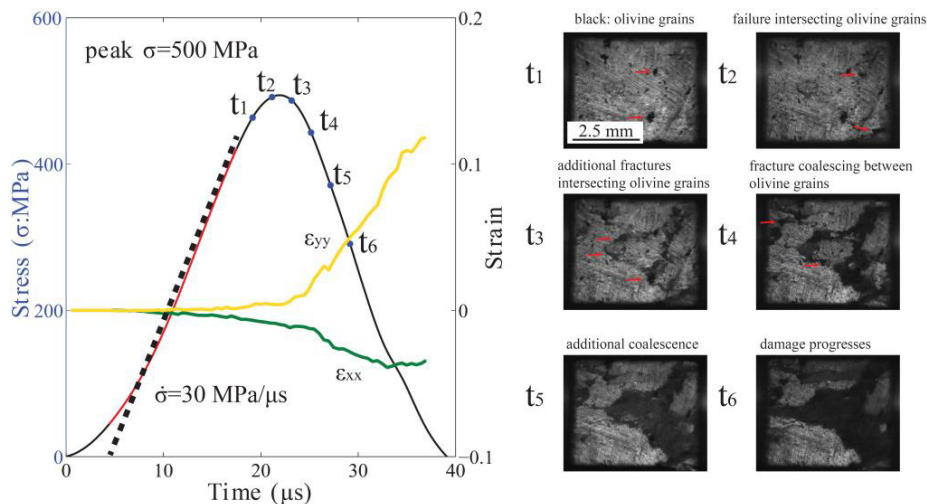 600
400
200
0
Stress (σ:MPa)
peak σ=500 MPa
t1
t2
t3
t4
t5
t6
εyy
εxx
σ̇=30 MPa/μs
0.2
0.1
0
-0.1
Strain
0
10
20
30
40
Time (μs)
black: olivine grains
t1
2.5 mm
failure intersecting olivine grains
t2
additional fractures
intersecting olivine grains
t3
fracture coalescing between
olivine grains
t4
additional coalescence
t5
damage progresses
t6